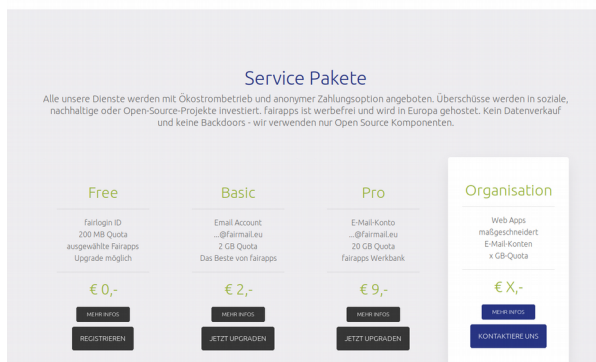 Service Pakete
Alle unsere Dienste werden mit Ökostrombetrieb und anonymer Zahlungsoption angeboten. Überschüsse werden in soziale,
nachhaltige oder Open-Source-Projekte investiert. fairapps ist werbefrei und wird in Europa gehostet. Kein Datenverkauf
und keine Backdoors - wir verwenden nur Open Source Komponenten.
Free
fairlogin ID
200 MB Quota
ausgewählte Fairapps
Upgrade möglich
€ 0,-
MEHR INFOS
REGISTRIEREN
Basic
Email Account
...@fairmail.eu
2 GB Quota
Das Beste von fairapps
€ 2,-
MEHR INFOS
JETZT UPGRADEN
Pro
E-Mail-Konto
...@fairmail.eu
20 GB Quota
fairapps Werkbank
€ 9,-
MEHR INFOS
JETZT UPGRADEN
Organisation
Web Apps
maßgeschneidert
E-Mail-Konten
x GB-Quota
€ X,-
MEHR INFOS
KONTAKTIERE UNS